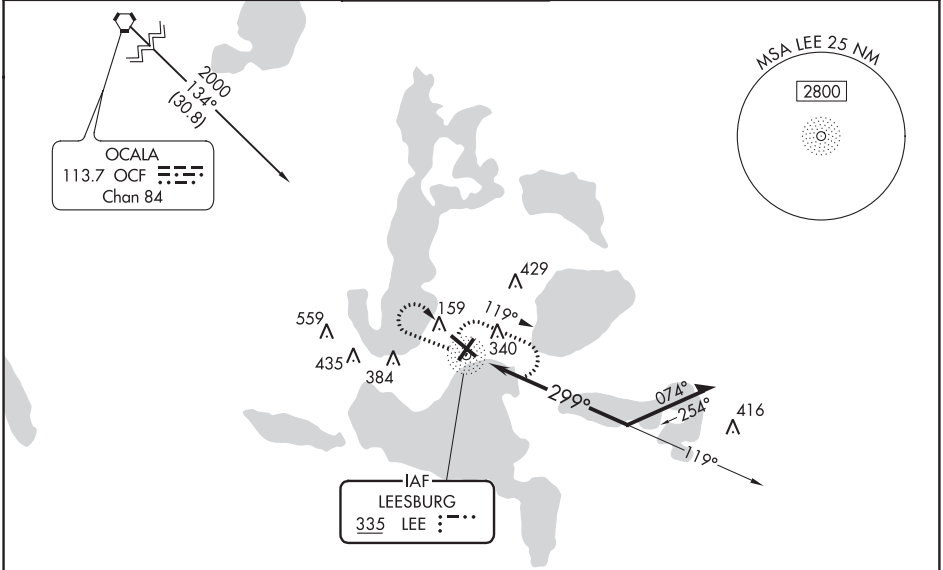 2000
134°
(30.8)
OCALA
113.7 OCF
Chan 84
MSA LEE 25 NM
2800
429
159
119°
559
340
435
384
299°
074°
254°
416
119°
IAF
LEESBURG
335 LEE